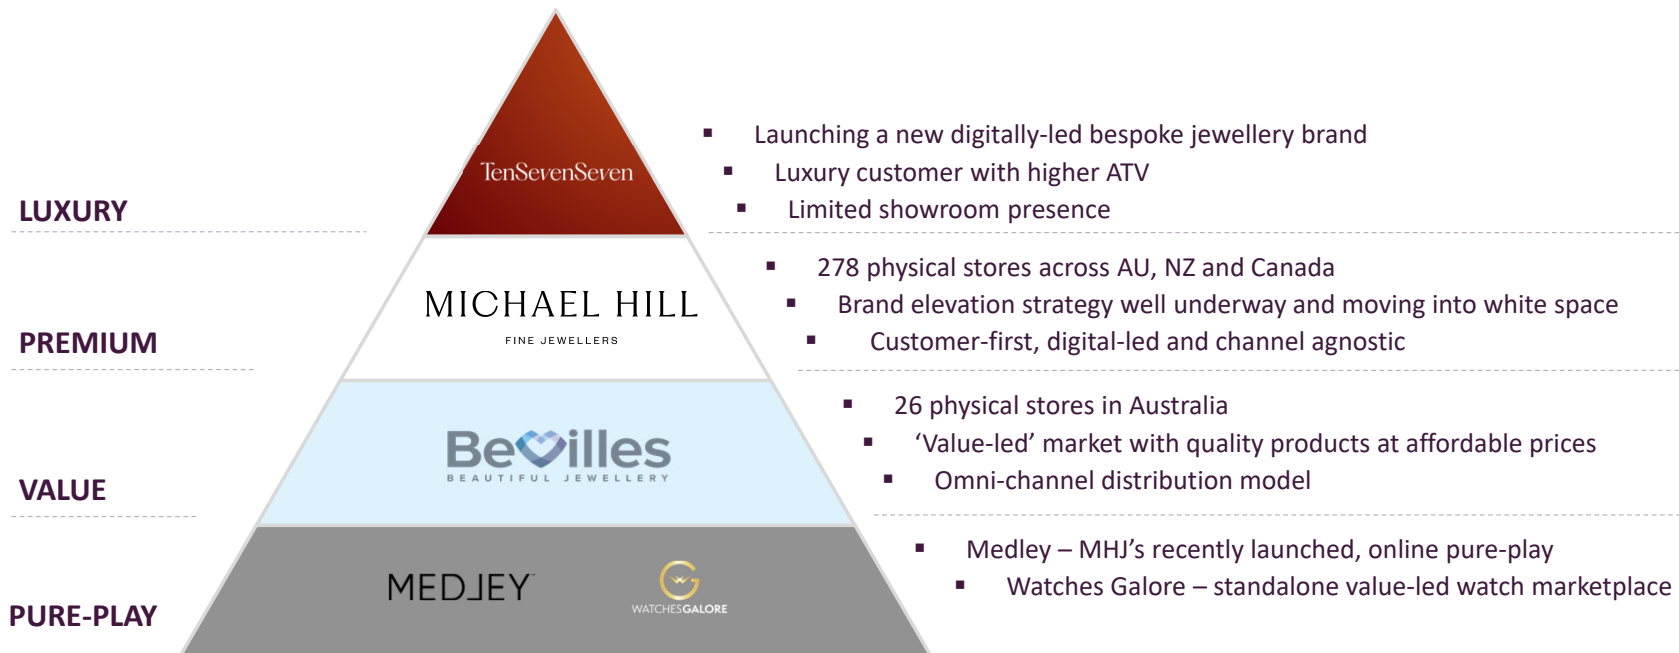 LUXURY
TenSevenSeven
▪ Launching a new digitally-led bespoke jewellery brand
▪ Luxury customer with higher ATV
▪ Limited showroom presence
PREMIUM
MICHAEL HILL
FINE JEWELLERS
▪ 278 physical stores across AU, NZ and Canada
▪ Brand elevation strategy well underway and moving into white space
▪ Customer-first, digital-led and channel agnostic
VALUE
Bevilles
BEAUTIFUL JEWELLERY
▪ 26 physical stores in Australia
▪ ‘Value-led’ market with quality products at affordable prices
▪ Omni-channel distribution model
PURE-PLAY
MEDLEY™
WATCHESGALORE
▪ Medley – MHJ’s recently launched, online pure-play
▪ Watches Galore – standalone value-led watch marketplace